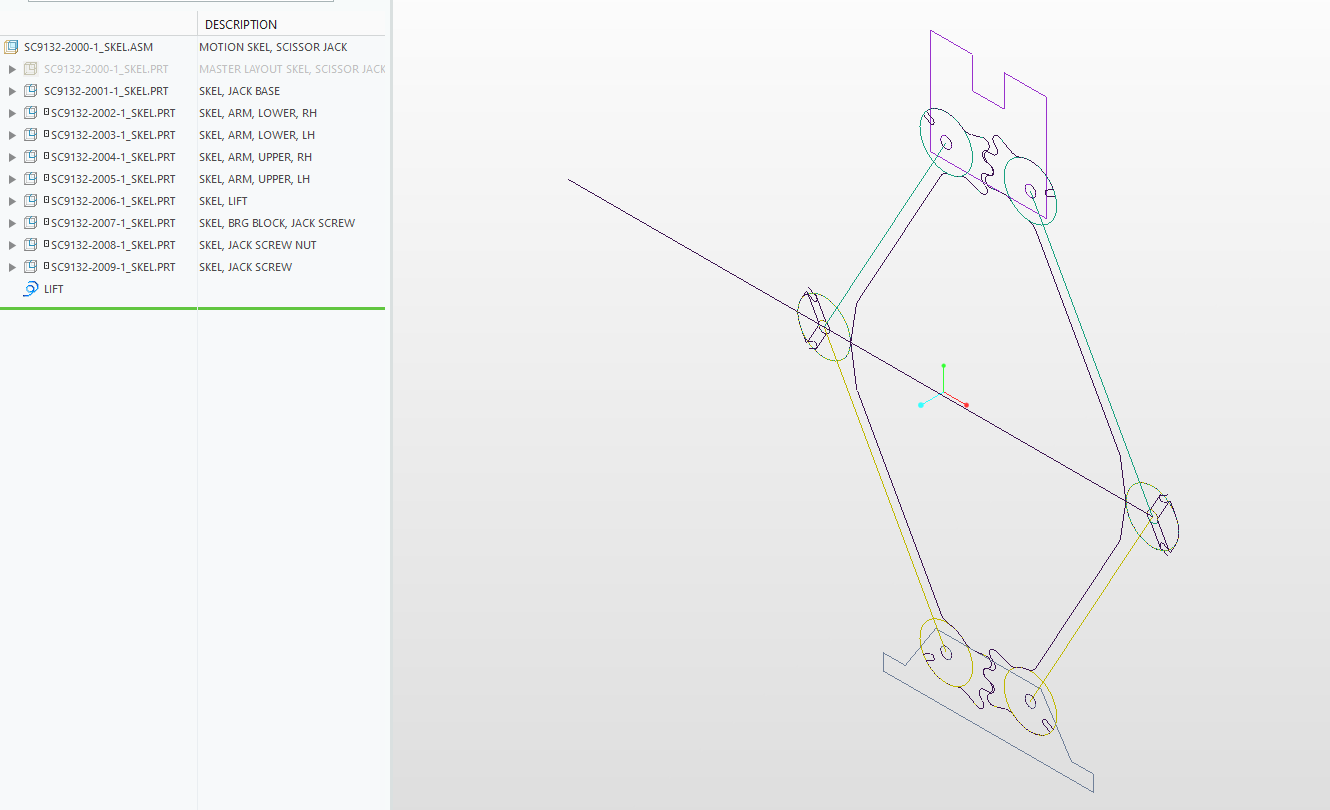 DESCRIPTION
SC9132-2000-1_SKEL.ASM MOTION SKEL, SCISSOR JACK
SC9132-2000-1_SKEL.PRT MASTER LAYOUT SKEL, SCISSOR JACK
SC9132-2001-1_SKEL.PRT SKEL, JACK BASE
SC9132-2002-1_SKEL.PRT SKEL, ARM, LOWER, RH
SC9132-2003-1_SKEL.PRT SKEL, ARM, LOWER, LH
SC9132-2004-1_SKEL.PRT SKEL, ARM, UPPER, RH
SC9132-2005-1_SKEL.PRT SKEL, ARM, UPPER, LH
SC9132-2006-1_SKEL.PRT SKEL, LIFT
SC9132-2007-1_SKEL.PRT SKEL, BRG BLOCK, JACK SCREW
SC9132-2008-1_SKEL.PRT SKEL, JACK SCREW NUT
SC9132-2009-1_SKEL.PRT SKEL, JACK SCREW
LIFT